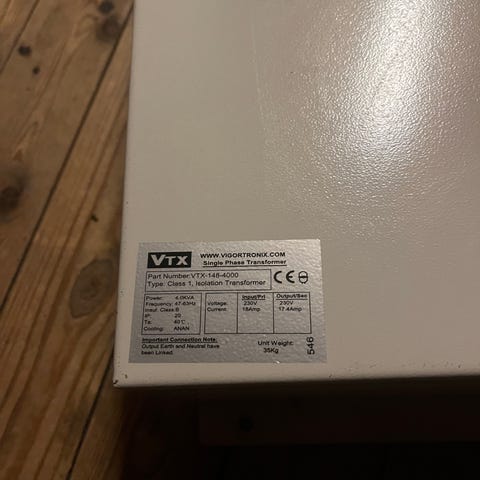 VTX
WWW.VIGORTRONIX.COM
Single Phase Transformer
Part Number:VTX-148-4000
Type: Class 1, Isolation Transformer
CE
Power: 4.0KVA
Frequency: 47-63Hz
Insul. Class:B
IP: 20
Ta: 40℃
Cooling: ANAN
Input/Pri Output/Sec
Voltage: 230V 230V
Current: 18Amp 17.4Amp
Important Connection Note:
Output Earth and Neutral have
been Linked.
Unit Weight:
35Kg
546